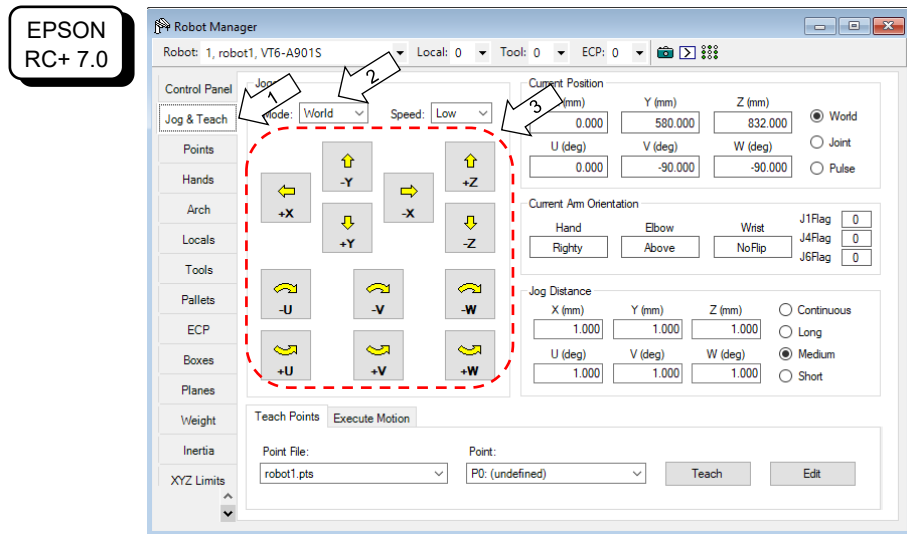 EPSON
RC+ 7.0
Robot Manager
Robot: 1, robot1, VT6-A901S Local: 0 Tool: 0 ECP: 0
Control Panel
Jog & Teach
Points
Hands
Arch
Locals
Tools
Pallets
ECP
Boxes
Planes
Weight
Inertia
XYZ Limits
1
2
3
Mode: World Speed: Low
-Y
+Z
+X
-X
+Y
-Z
-U -V -W
+U +V +W
Current Position
(mm) Y (mm) Z (mm)
0.000 580.000 832.000
U (deg) V (deg) W (deg)
0.000 -90.000 -90.000
World
Joint
Pulse
Current Arm Orientation
Hand Elbow Wrist
Righty Above NoFlip
J1Flag 0
J4Flag 0
J6Flag 0
Jog Distance
X (mm) Y (mm) Z (mm)
1.000 1.000 1.000
U (deg) V (deg) W (deg)
1.000 1.000 1.000
Continuous
Long
Medium
Short
Teach Points Execute Motion
Point File: Point:
robot1.pts P0: (undefined) Teach Edit